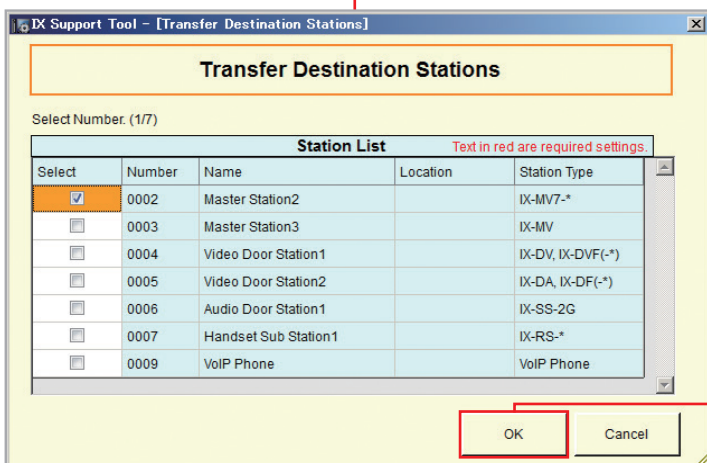 IX Support Tool - [Transfer Destination Stations]
Transfer Destination Stations
Select Number. (1/7)
Station List Text in red are required settings.
Select Number Name Location Station Type
0002 Master Station2 IX-MV7-*
0003 Master Station3 IX-MV
0004 Video Door Station1 IX-DV, IX-DVF(-*)
0005 Video Door Station2 IX-DA, IX-DF(-*)
0006 Audio Door Station1 IX-SS-2G
0007 Handset Sub Station1 IX-RS-*
0009 VoIP Phone VoIP Phone
OK Cancel